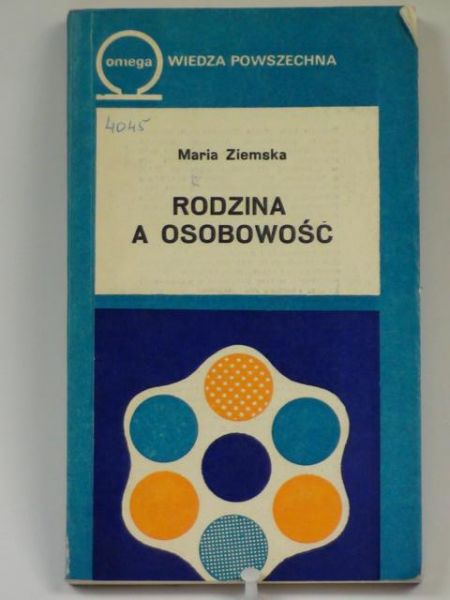 omega WIEDZA POWSZECHNA
4045
Maria Ziemska
RODZINA
A OSOBOWOŚĆ